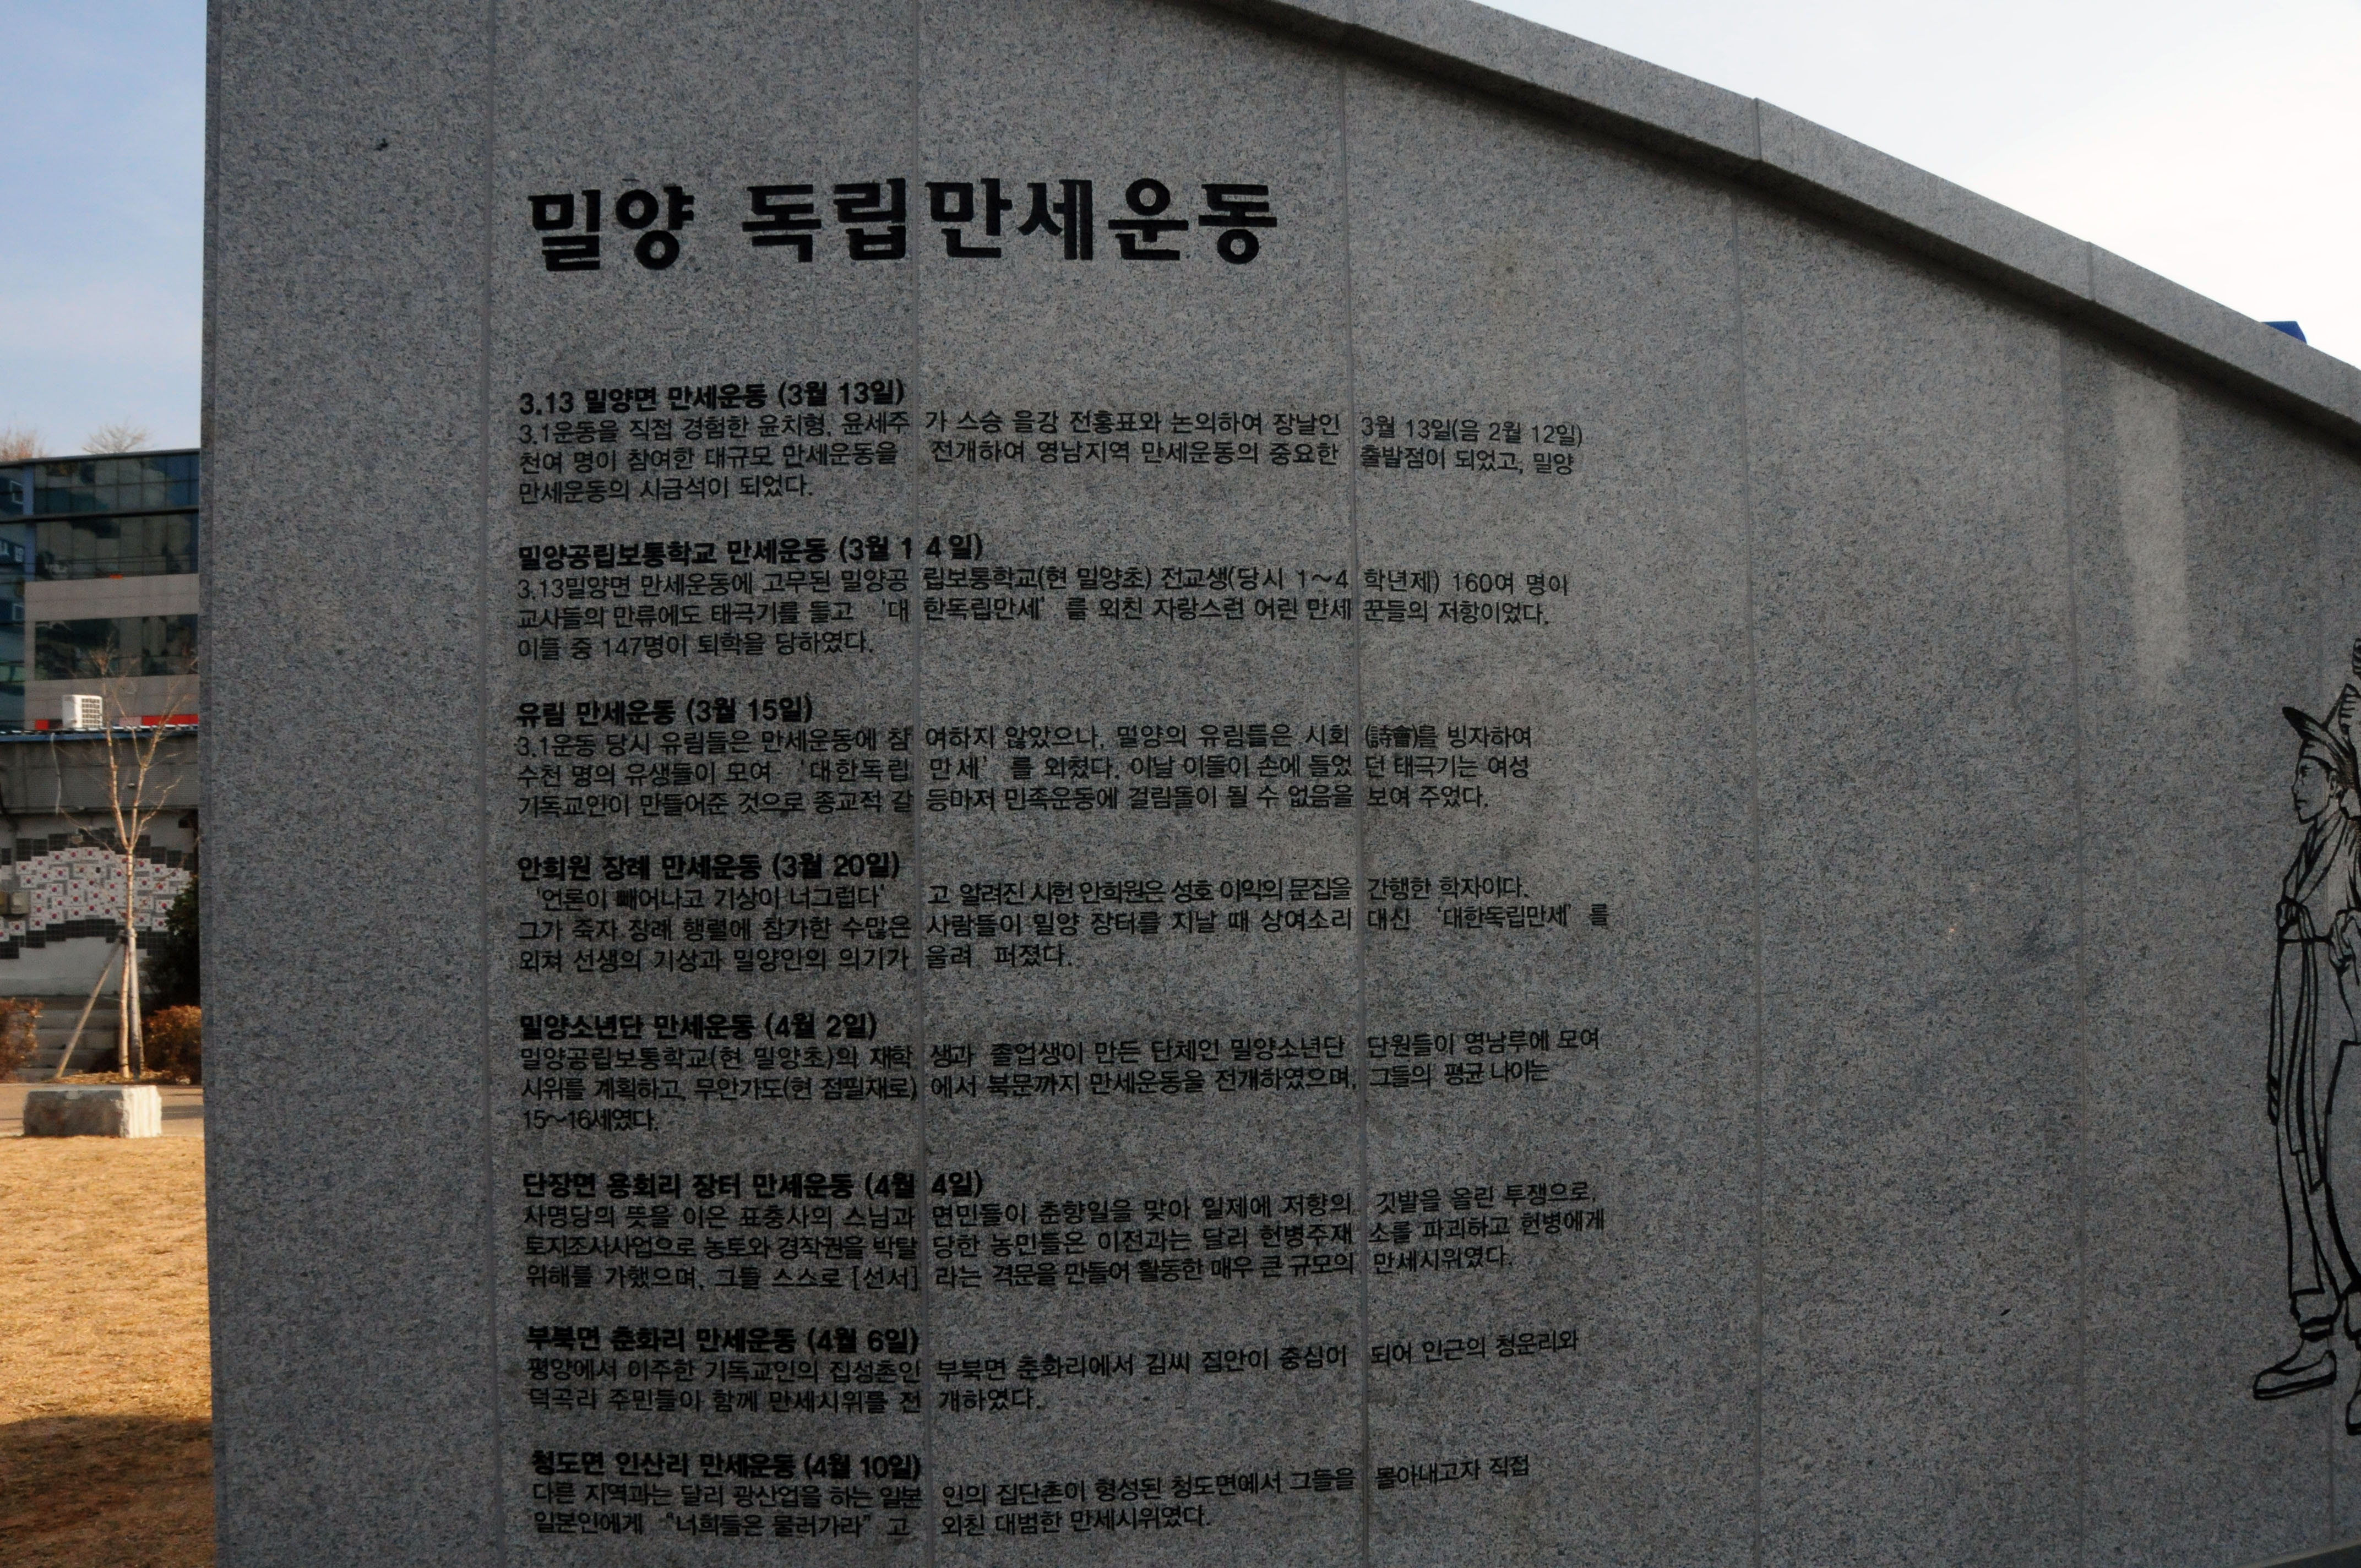 밀양 독립만세운동
3.13 밀양면 만세운동 (3월 13일)
3.1운동을 직접 경험한 윤치형, 윤세주가 스승 을강 전홍표와 논의하여 장날인 3월 13일(음 2월 12일)
천여 명이 참여한 대규모 만세운동을 전개하여 영남지역 만세운동의 중요한 출발점이 되었고, 밀양
만세운동의 시금석이 되었다.
밀양공립보통학교 만세운동 (3월 14일)
3.13밀양면 만세운동에 고무된 밀양공립보통학교(현 밀양초) 전교생(당시 1~4학년제) 160여 명이
교사들의 만류에도 태극기를 들고 '대한독립만세' 를 외친 자랑스런 어린 만세꾼들의 저항이었다.
이들 중 147명이 퇴학을 당하였다.
유림 만세운동 (3월 15일)
3.1운동 당시 유림들은 만세운동에 참여하지 않았으나, 밀양의 유림들은 시회(詩會)를 빙자하여
수천 명의 유생들이 모여 '대한독립만세' 를 외쳤다. 이날 이들이 손에 들었던 태극기는 여성
기독교인이 만들어준 것으로 종교적 갈등마저 민족운동에 걸림돌이 될 수 없음을 보여 주었다.
안희원 장례 만세운동 (3월 20일)
'언론이 빼어나고 기상이 너그럽다' 고 알려진 시헌 안희원은 성호 이익의 문집을 간행한 학자이다.
그가 죽자 장례 행렬에 참가한 수많은 사람들이 밀양 장터를 지날 때 상여소리 대신 '대한독립만세' 를
외쳐 선생의 기상과 밀양인의 의기가 울려 퍼졌다.
밀양소년단 만세운동 (4월 2일)
밀양공립보통학교(현 밀양초)의 재학생과 졸업생이 만든 단체인 밀양소년단 단원들이 영남루에 모여
시위를 계획하고, 무안가도(현 점필재로)에서 북문까지 만세운동을 전개하였으며, 그들의 평균 나이는
15~16세였다.
단장면 용회리 장터 만세운동 (4월 4일)
사명당의 뜻을 이은 표충사의 스님과 면민들이 춘향일을 맞아 일제에 저항의 깃발을 올린 투쟁으로,
토지조사사업으로 농토와 경작권을 박탈당한 농민들은 이전과는 달리 헌병주재소를 파괴하고 헌병에게
위해를 가했으며, 그들 스스로 [선서]라는 격문을 만들어 활동한 매우 큰 규모의 만세시위였다.
부북면 춘화리 만세운동 (4월 6일)
평양에서 이주한 기독교인의 집성촌인 부북면 춘화리에서 김씨 집안이 중심이 되어 인근의 청운리와
덕곡리 주민들이 함께 만세시위를 전개하였다.
청도면 인산리 만세운동 (4월 10일)
다른 지역과는 달리 광산업을 하는 일본인의 집단촌이 형성된 청도면에서 그들을 몰아내고자 직접
일본인에게 "너희들은 물러가라" 고 외친 대범한 만세시위였다.